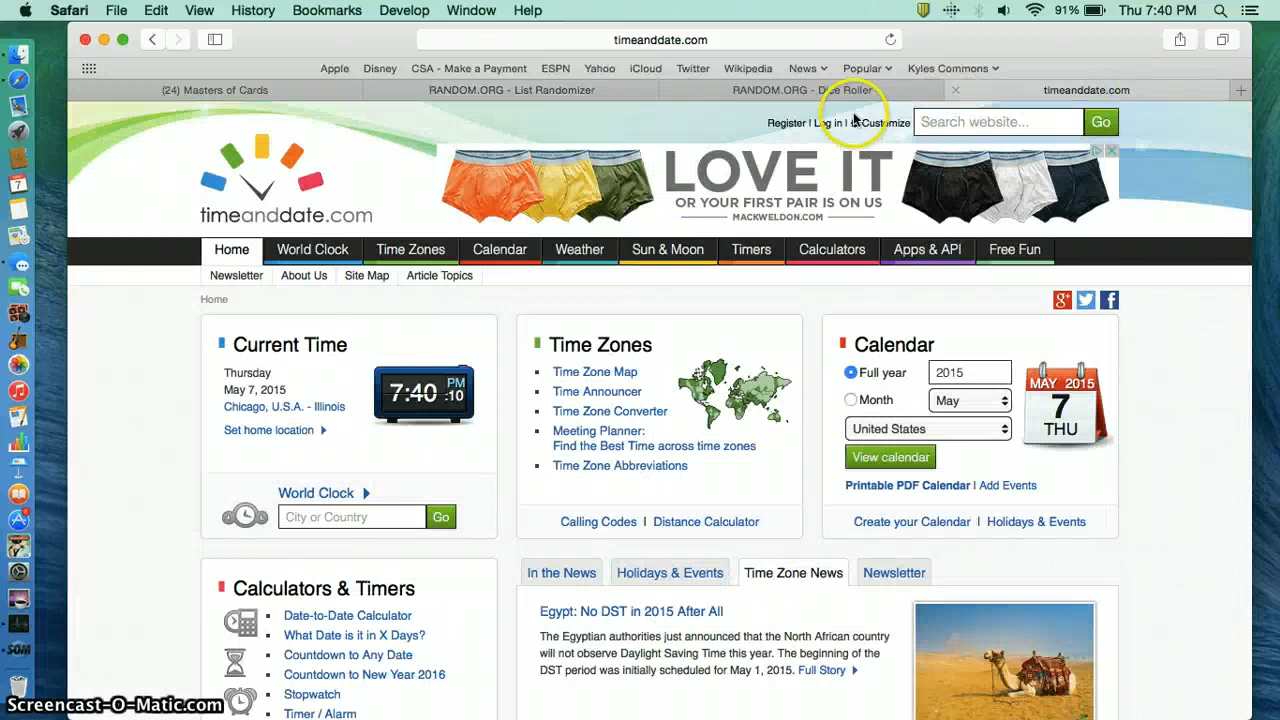 Safari File Edit View History Bookmarks Develop Window Help 91% Thu 7:40 PM
timeanddate.com
Apple Disney CSA - Make a Payment ESPN Yahoo iCloud Twitter Wikipedia News Popular Kyles Commons
(24) Masters of Cards RANDOM.ORG - List Randomizer RANDOM.ORG - Dice Roller timeanddate.com
Register | Log in | Customize Search website... Go
LOVE IT
OR YOUR FIRST PAIR IS ON US
MACKWELDON.COM
timeanddate.com
Home World Clock Time Zones Calendar Weather Sun & Moon Timers Calculators Apps & API Free Fun
Newsletter About Us Site Map Article Topics
Home
Current Time
Thursday
May 7, 2015
Chicago, U.S.A. - Illinois
Set home location
7:40 PM :10
World Clock
City or Country Go
Time Zones
Time Zone Map
Time Announcer
Time Zone Converter
Meeting Planner:
Find the Best Time across time zones
Time Zone Abbreviations
Calling Codes | Distance Calculator
Calendar
Full year 2015
Month May
United States
View calendar
MAY 2015
7
THU
Printable PDF Calendar | Add Events
Create your Calendar | Holidays & Events
Calculators & Timers
Date-to-Date Calculator
What Date is it in X Days?
Countdown to Any Date
Countdown to New Year 2016
Stopwatch
Timer / Alarm
In the News Holidays & Events Time Zone News Newsletter
Egypt: No DST in 2015 After All
The Egyptian authorities just announced that the North African country
will not observe Daylight Saving Time this year. The beginning of the
DST period was initially scheduled for May 1, 2015. Full Story
SOM
Screencast-O-Matic.com